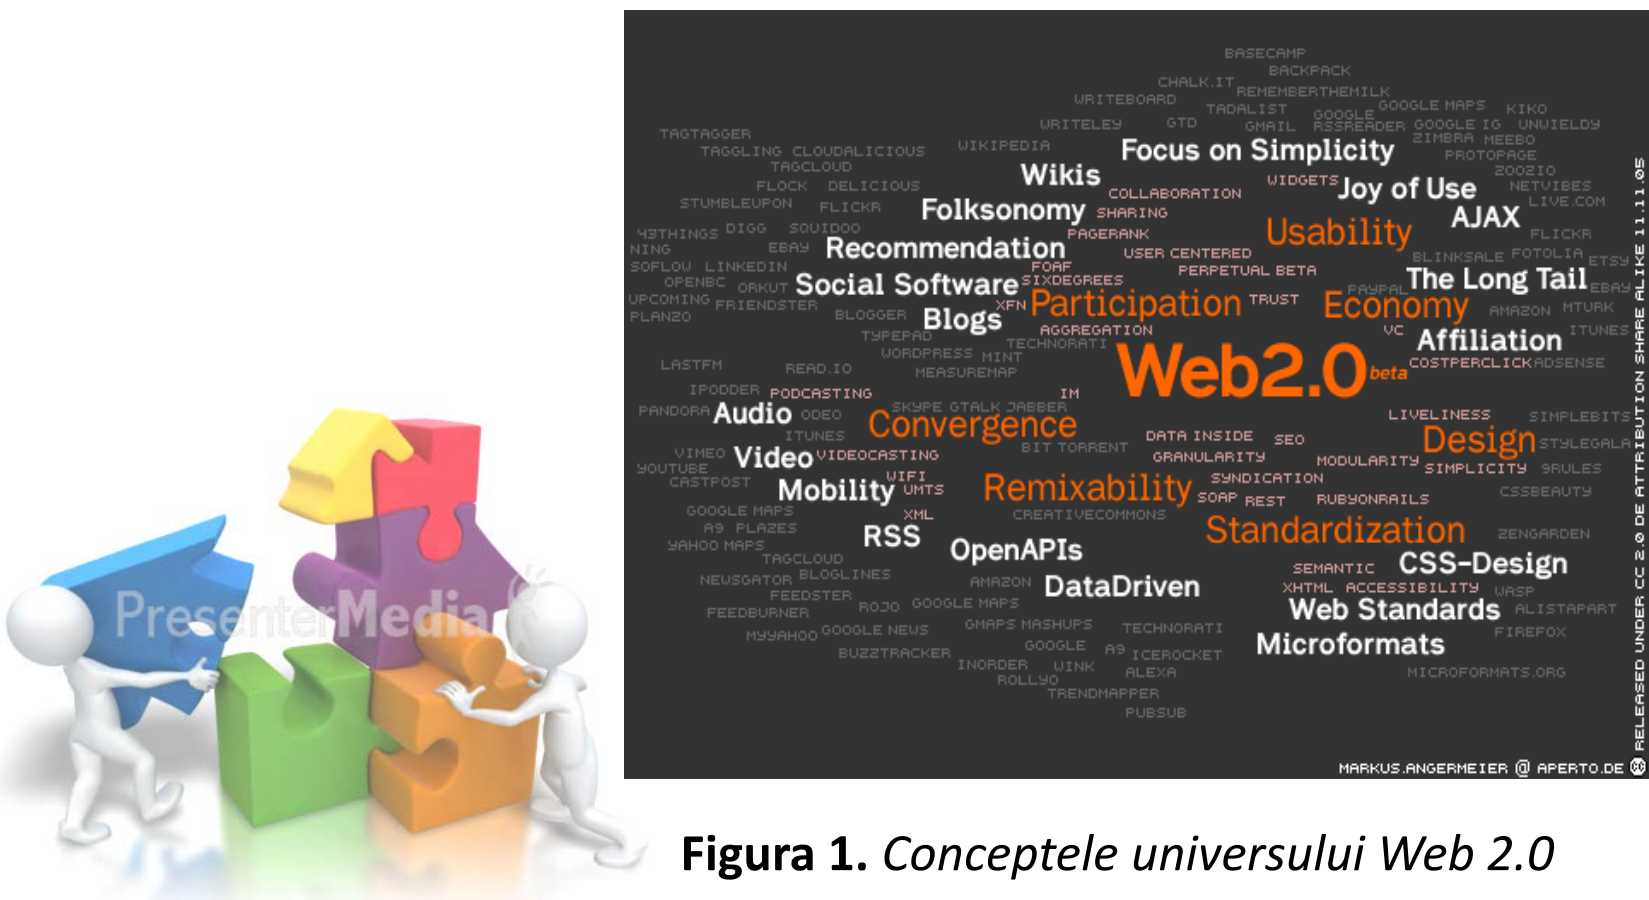 BASECAMP
BACKPACK
CHALK.IT REMEMBERTHEMILK
WRITEBOARD TADALIST GOOGLE GOOGLE MAPS KIKO
WRITELEY GTD GMAIL RSSREADER GOOGLE IG UNWIELDY
TAGTAGGER ZIMBRA MEEBO
TAGGLING CLOUDALICIOUS WIKIPEDIA Focus on Simplicity PROTOPAGE
TAGCLOUD Wikis ZOOZIO
FLOCK DELICIOUS COLLABORATION WIDGETS Joy of Use NETVIBES
STUMBLEUPON FLICKR Folksonomy SHARING AJAX LIVE.COM
43THINGS DIGG SQUIDOO PAGERANK Usability FLICKR
NING EBAY Recommendation USER CENTERED BLINKSALE FOTOLIA ETSY
SOFLOW LINKEDIN FOAF PERPETUAL BETA
OPENBC ORKUT Social Software SIXDEGREES PAYPAL The Long Tail EBAY
UPCOMING FRIENDSTER XFN Participation TRUST Economy AMAZON MTURK
PLANZO BLOGGER Blogs AGGREGATION VC ITUNES
TYPEPAD TECHNORATI Affiliation
WORDPRESS MINT
LASTFM READ.IO MEASUREMAP Web2.0 beta COSTPERCLICK ADSENSE
IPODDER PODCASTING IM
PANDORA Audio ODEO SKYPE GTALK JABBER LIVELINESS SIMPLEBITS
ITUNES Convergence DATA INSIDE SEO Design STYLEGALA
VIMEO Video VIDEOCASTING BIT TORRENT GRANULARITY MODULARITY
YOUTUBE WIFI SIMPLICITY 9RULES
CASTPOST Mobility UMTS Remixability SYNDICATION CSSBEAUTY
SOAP REST RUBYONRAILS
GOOGLE MAPS XML CREATIVECOMMONS
A9 PLAZES RSS Standardization ZENGARDEN
YAHOO MAPS OpenAPIs
TAGCLOUD CSS-Design
NEWSGATOR BLOGLINES AMAZON DataDriven SEMANTIC
FEEDSTER XHTML ACCESSIBILITY WASP
FEEDBURNER ROJO GOOGLE MAPS Web Standards ALISTAPART
MYYAHOO GOOGLE NEWS GMAPS MASHUPS TECHNORATI FIREFOX
BUZZTRACKER GOOGLE A9 ICEROCKET Microformats
INORDER WINK ALEXA MICROFORMATS.ORG
ROLLYO
TRENDMAPPER
PUBSUB
RELEASED UNDER CC 2.0 DE ATTRIBUTION SHARE ALIKE 11.11.05
MARKUS.ANGERMEIER @ APERTO.DE
PresenterMedia
Figura 1. Conceptele universului Web 2.0